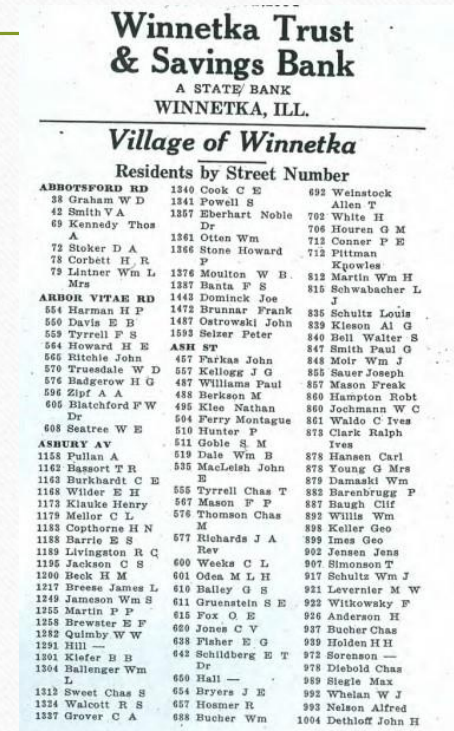 Winnetka Trust
& Savings Bank
A STATE BANK
WINNETKA, ILL.
Village of Winnetka
Residents by Street Number
ABBOTSFORD RD
38 Graham W D
42 Smith V A
69 Kennedy Thos
A
72 Stoker D A
78 Corbett H R
79 Lintner Wm L
Mrs
ARBOR VITAE RD
554 Harman H P
550 Davis E B
559 Tyrrell F S
564 Howard H E
565 Ritchie John
570 Truesdale W D
576 Badgerow H G
596 Zipf A A
605 Blatchford F W
Dr
608 Seatree W E
ASBURY AV
1158 Pullan A
1162 Bassort T R
1163 Burkhardt C E
1168 Wilder E H
1173 Klauke Henry
1179 Mellor C L
1183 Copthorne H N
1188 Barrie E S
1189 Livingston R C
1195 Jackson C S
1200 Beck H M
1217 Breese James L
1249 Jameson Wm S
1255 Martin P P
1258 Brewster E F
1282 Quimby W W
1291 Hill —
1301 Kiefer B B
1304 Ballenger Wm
L
1312 Sweet Chas S
1324 Walcott R S
1337 Grover C A
1340 Cook C E
1341 Powell S
1357 Eberhart Noble
Dr
1361 Otten Wm
1366 Stone Howard
P
1376 Moulton W B
1387 Banta F S
1443 Dominck Joe
1472 Brunnar Frank
1487 Ostrowski John
1593 Selzer Peter
ASH ST
457 Farkas John
557 Kellogg J G
487 Williams Paul
488 Berkson M
495 Klee Nathan
504 Ferry Montague
510 Hunter P
511 Goble S M
519 Dale Wm B
535 MacLeish John
E
555 Tyrrell Chas T
567 Mason F P
576 Thomson Chas
M
577 Richards J A
Rev
600 Weeks C L
601 Odea M L H
610 Bailey G S
611 Gruenstein S E
615 Fox O E
620 Jones C V
638 Fisher E G
642 Schildberg E T
Dr
650 Hall —
654 Bryers J E
657 Hosmer R
688 Bucher Wm
692 Weinstock
Allen T
702 White H
706 Houren G M
713 Conner P E
712 Pittman
Knowles
812 Martin Wm H
815 Schwabacher L
J
835 Schultz Louis
839 Kleson Al G
840 Bell Walter S
847 Smith Paul G
848 Moir Wm J
855 Sauer Joseph
857 Mason Freak
860 Hampton Robt
860 Jochmann W C
861 Waldo C Ives
873 Clark Ralph
Ives
878 Hansen Carl
878 Young G Mrs
879 Damaski Wm
882 Barenbrugg P
887 Baugh Clif
892 Willis Wm
898 Keller Geo
899 Imes Geo
902 Jensen Jens
907 Simonson T
917 Schultz Wm J
921 Levernier M W
922 Witkowsky F
926 Anderson H
937 Bucher Chas
939 Holden H H
972 Sorenson —
978 Diebold Chas
989 Siegle Max
992 Whelan W J
993 Nelson Alfred
1004 Dethloff John H